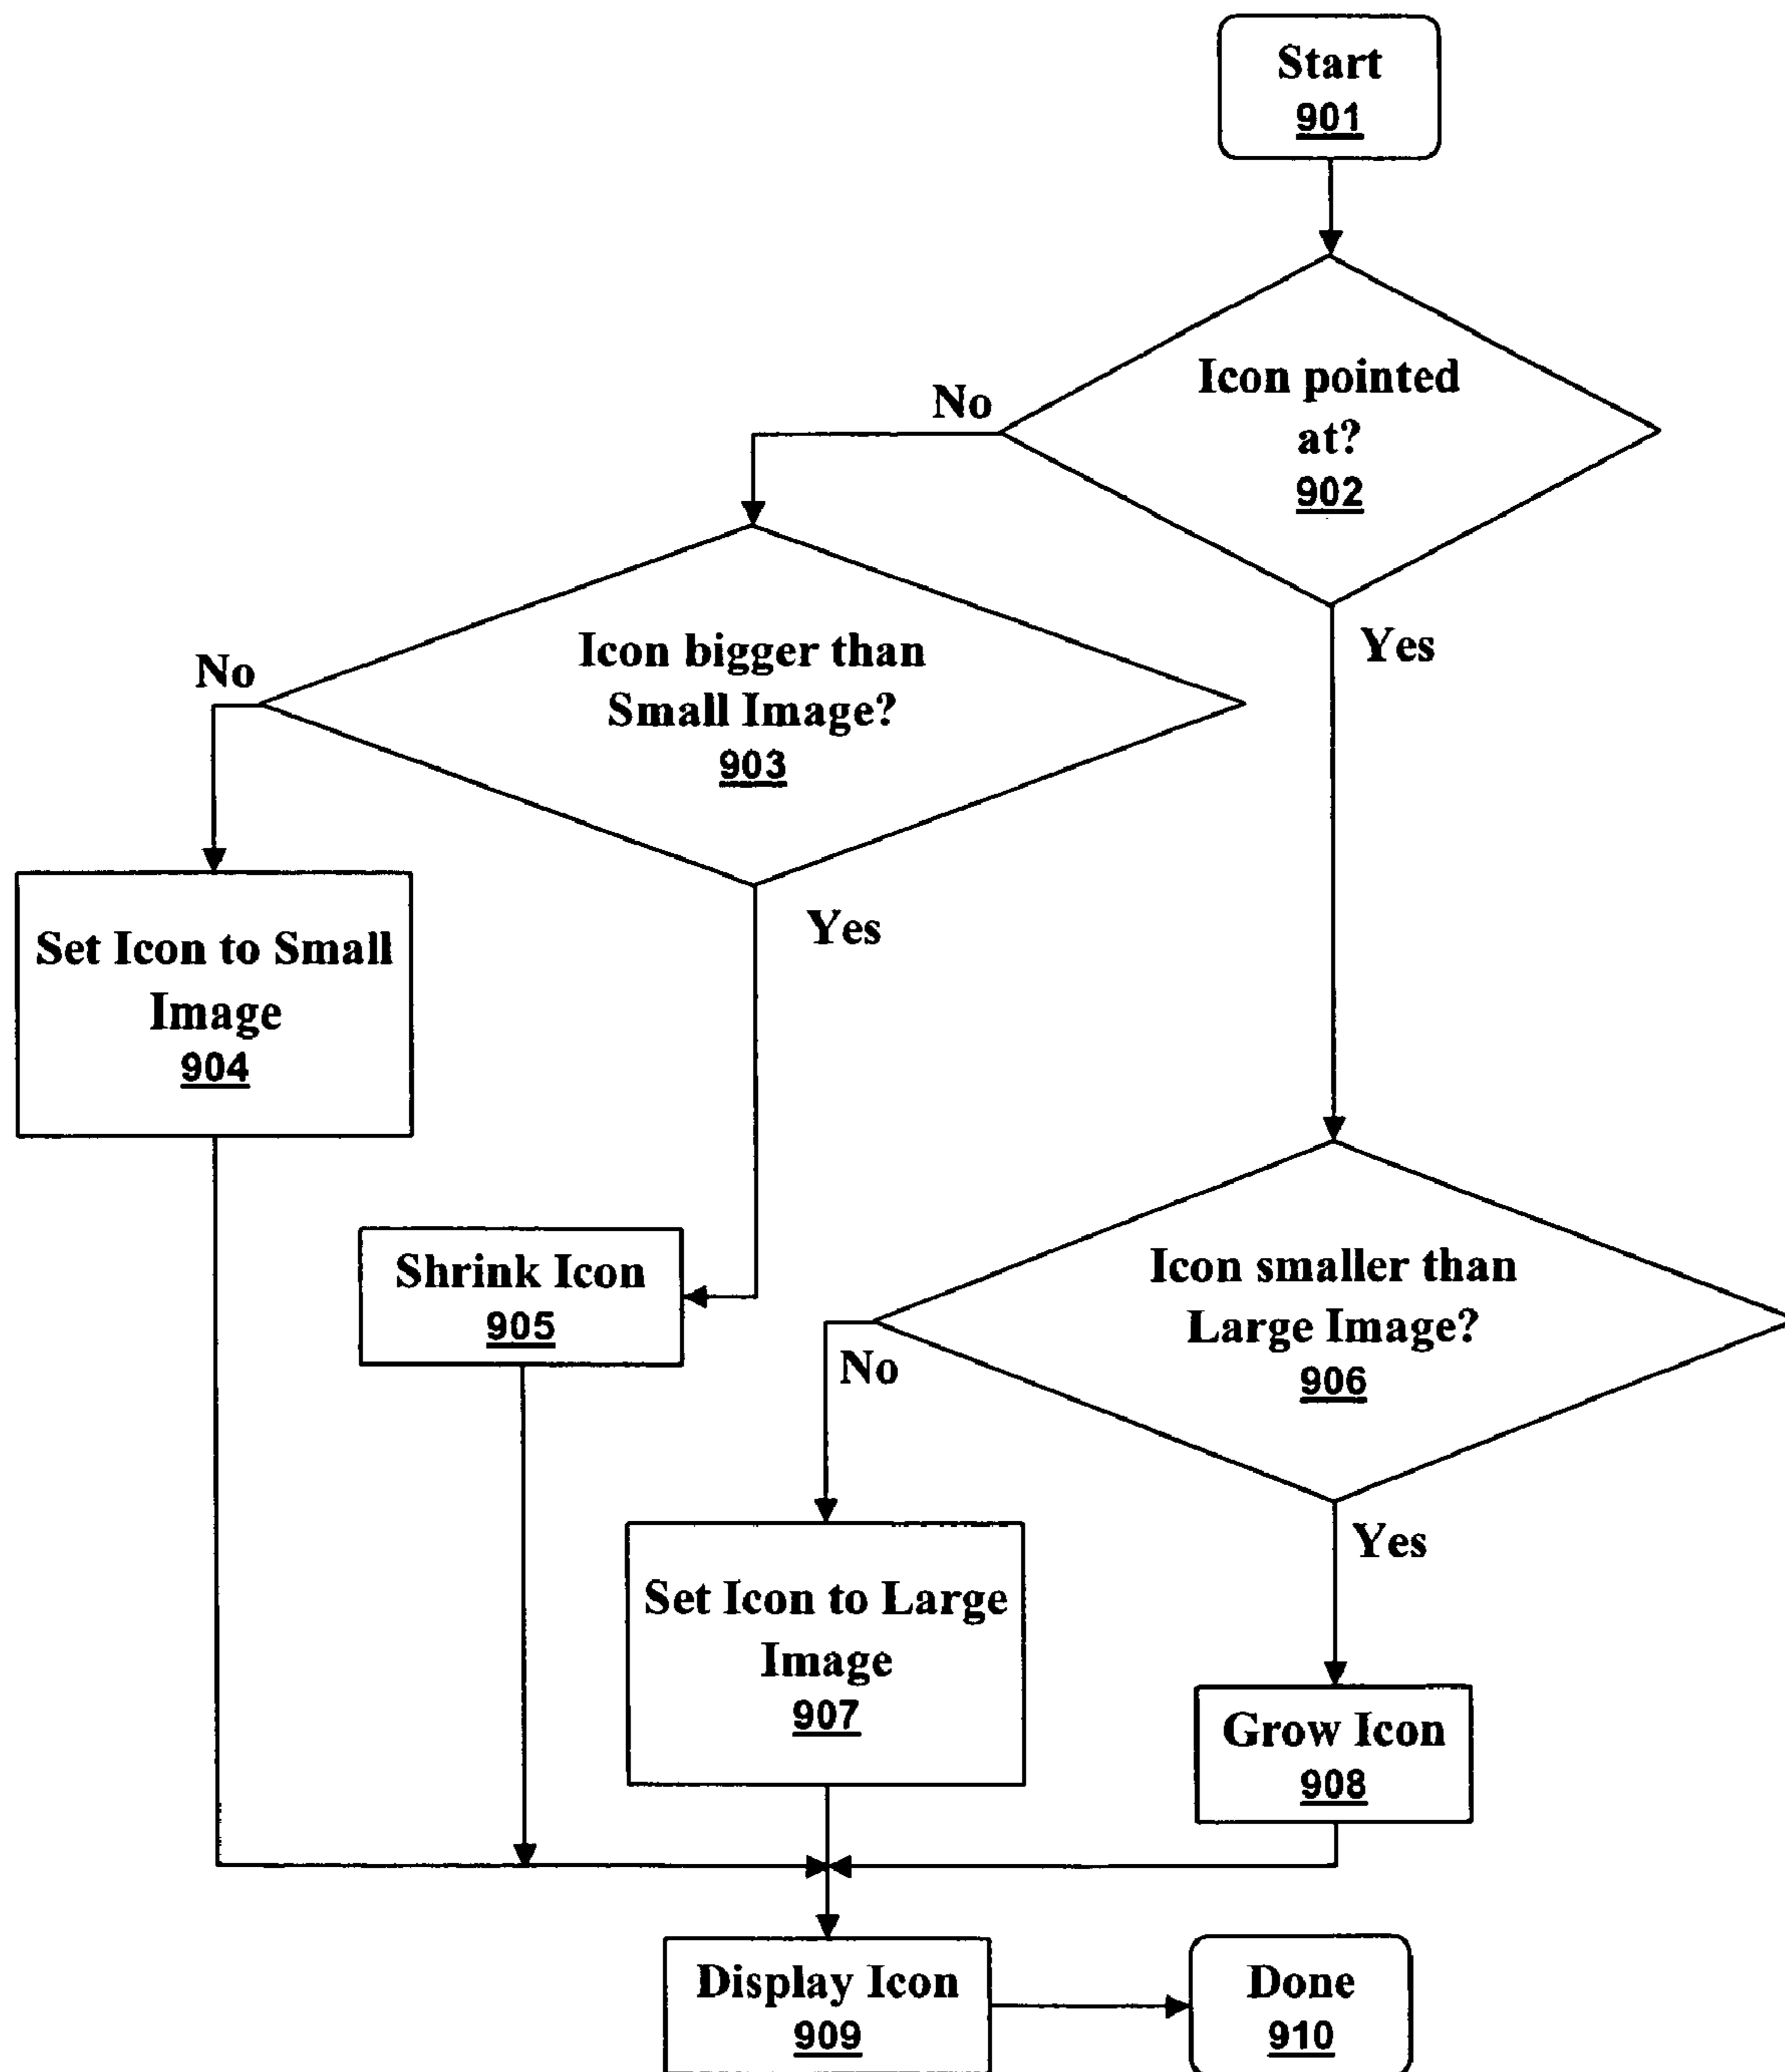 Start
901
Icon pointed
at?
902
No
Yes
Icon bigger than
Small Image?
903
No
Yes
Set Icon to Small
Image
904
Shrink Icon
905
Icon smaller than
Large Image?
906
No
Yes
Set Icon to Large
Image
907
Grow Icon
908
Display Icon
909
Done
910